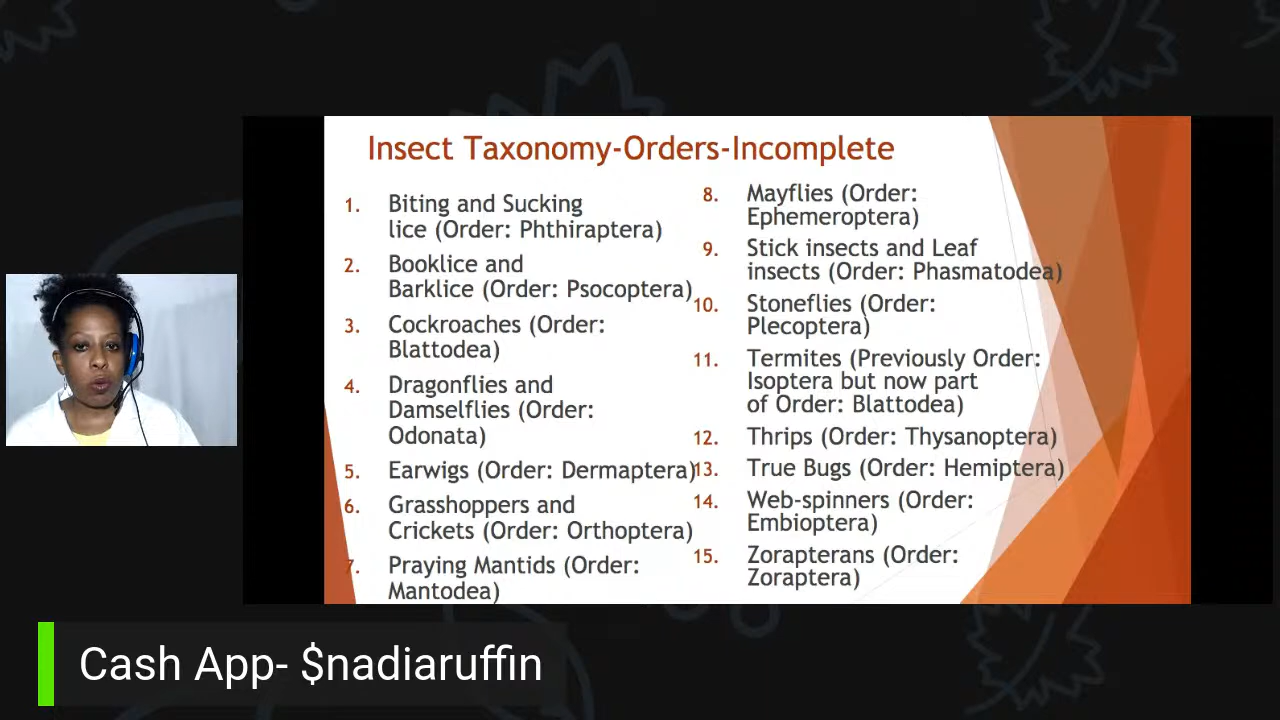 Insect Taxonomy-Orders-Incomplete
1. Biting and Sucking
lice (Order: Phthiraptera)
2. Booklice and
Barklice (Order: Psocoptera)
3. Cockroaches (Order:
Blattodea)
4. Dragonflies and
Damselflies (Order:
Odonata)
5. Earwigs (Order: Dermaptera)
6. Grasshoppers and
Crickets (Order: Orthoptera)
7. Praying Mantids (Order:
Mantodea)
8. Mayflies (Order:
Ephemeroptera)
9. Stick insects and Leaf
insects (Order: Phasmatodea)
10. Stoneflies (Order:
Plecoptera)
11. Termites (Previously Order:
Isoptera but now part
of Order: Blattodea)
12. Thrips (Order: Thysanoptera)
13. True Bugs (Order: Hemiptera)
14. Web-spinners (Order:
Embioptera)
15. Zorapterans (Order:
Zoraptera)
Cash App- $nadiaruffin